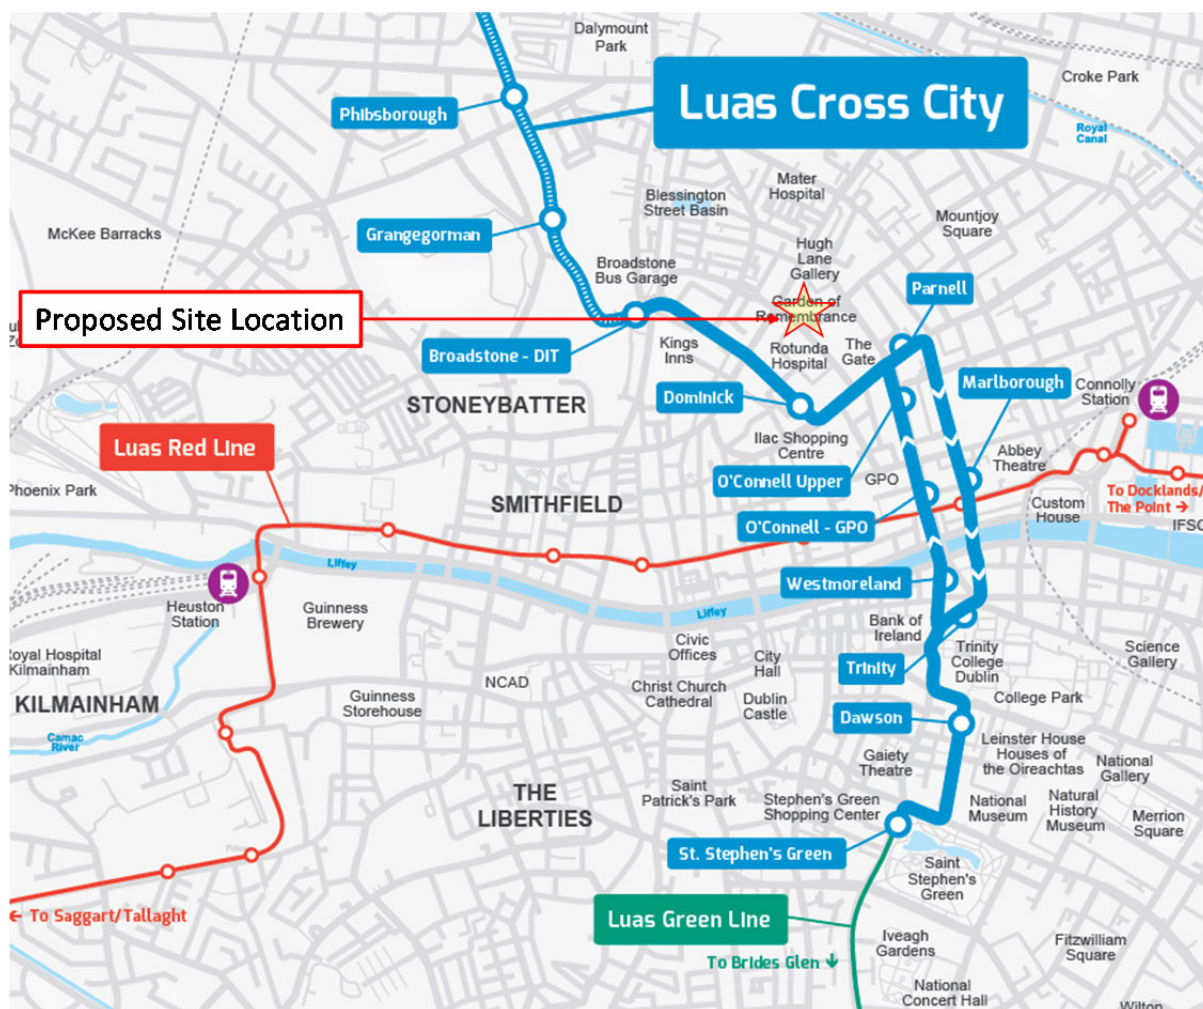 Dalymount
Park
Croke Park
Luas Cross City
Phibsborough
Royal
Canal
Mater
Hospital
Blessington
Street Basin
Mountjoy
Square
McKee Barracks
Grangegorman
Hugh
Lane
Gallery
Broadstone
Bus Garage
Parnell
Garden of
Remembrance
Proposed Site Location
Kings
Inns
Rotunda
Hospital
The
Gate
Broadstone - DIT
Marlborough
Connolly
Station
Dominick
STONEYBATTER
Luas Red Line
Ilac Shopping
Centre
Abbey
Theatre
O'Connell Upper
GPO
Phoenix Park
SMITHFIELD
To Docklands/
The Point →
Custom
House
O'Connell - GPO
IFSC
Liffey
Westmoreland
Heuston
Station
Guinness
Brewery
Liffey
Bank of
Ireland
Civic
Offices
City
Hall
Trinity
Trinity
College
Dublin
Science
Gallery
Royal Hospital
Kilmainham
NCAD
Christ Church
Cathedral
Dublin
Castle
College Park
KILMAINHAM
Guinness
Storehouse
Dawson
Camac
River
Leinster House
Houses of
the Oireachtas
Gaiety
Theatre
National
Gallery
THE
LIBERTIES
Saint
Patrick's Park
Stephen's Green
Shopping Center
National
Museum
Natural
History
Museum
Merrion
Square
St. Stephen's Green
Saint
Stephen's
Green
← To Saggart/Tallaght
Luas Green Line
Iveagh
Gardens
Fitzwilliam
Square
To Brides Glen ↓
National
Concert Hall
Wilton